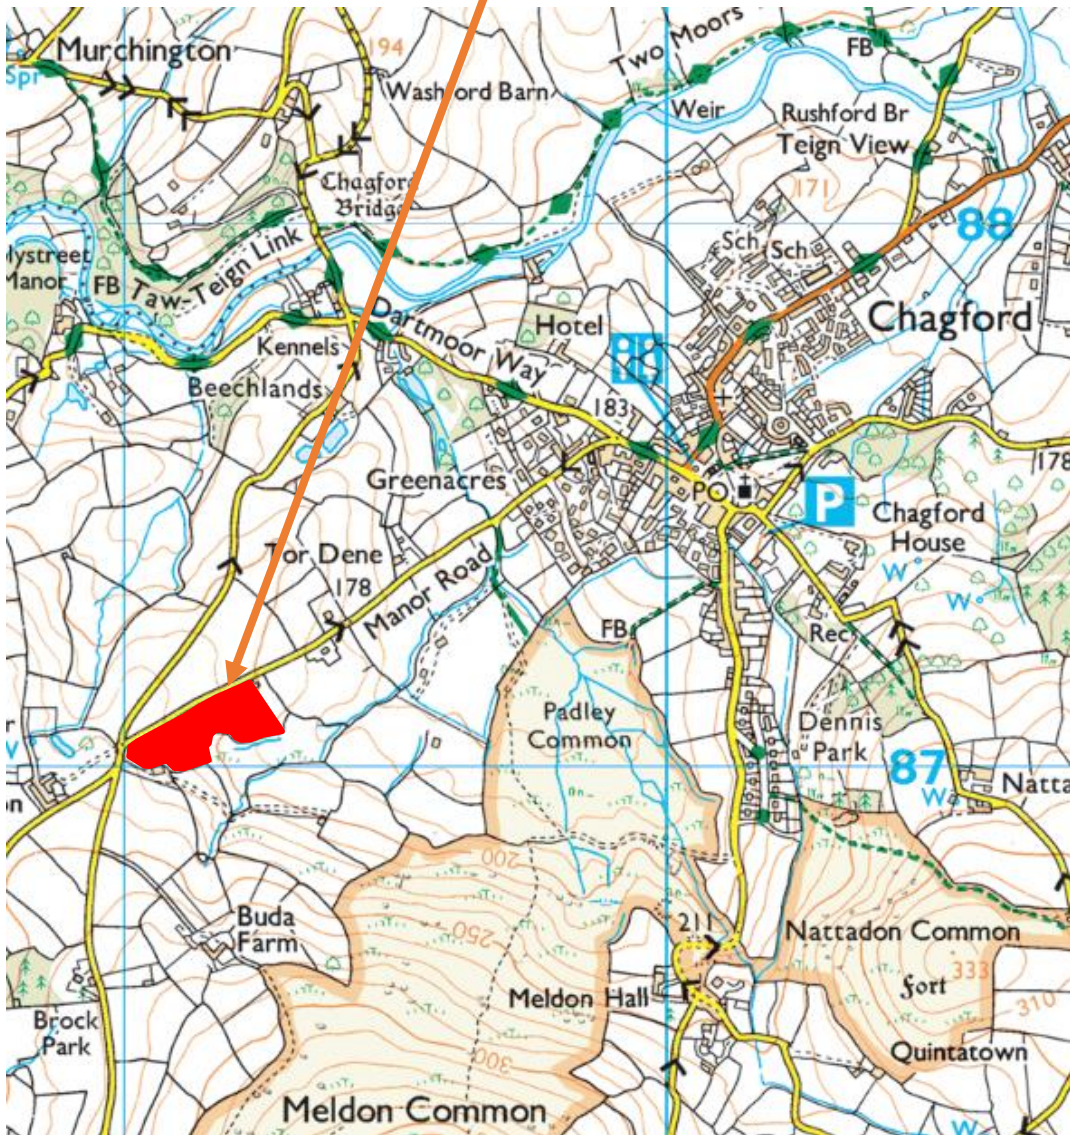 Murchington
194
Two Moors
FB
Spr
Washford Barn
Weir
Rushford Br
Teign View
171
Chagford
Bridge
88
Sch
Sch
lystreet
Manor
FB
Taw-Teign Link
Chagford
Dartmoor Way
Hotel
Kennels
Beechlands
183
178
Greenacres
PO
P
Chagford
House
W
Tor Dene
178
Manor Road
W
FB
Rec
Padley
Common
Dennis
Park
87
W
Natta
on
200
Buda
Farm
250
211
Nattadon Common
333
Fort
310
Meldon Hall
Brock
Park
300
Quintatown
Meldon Common
W